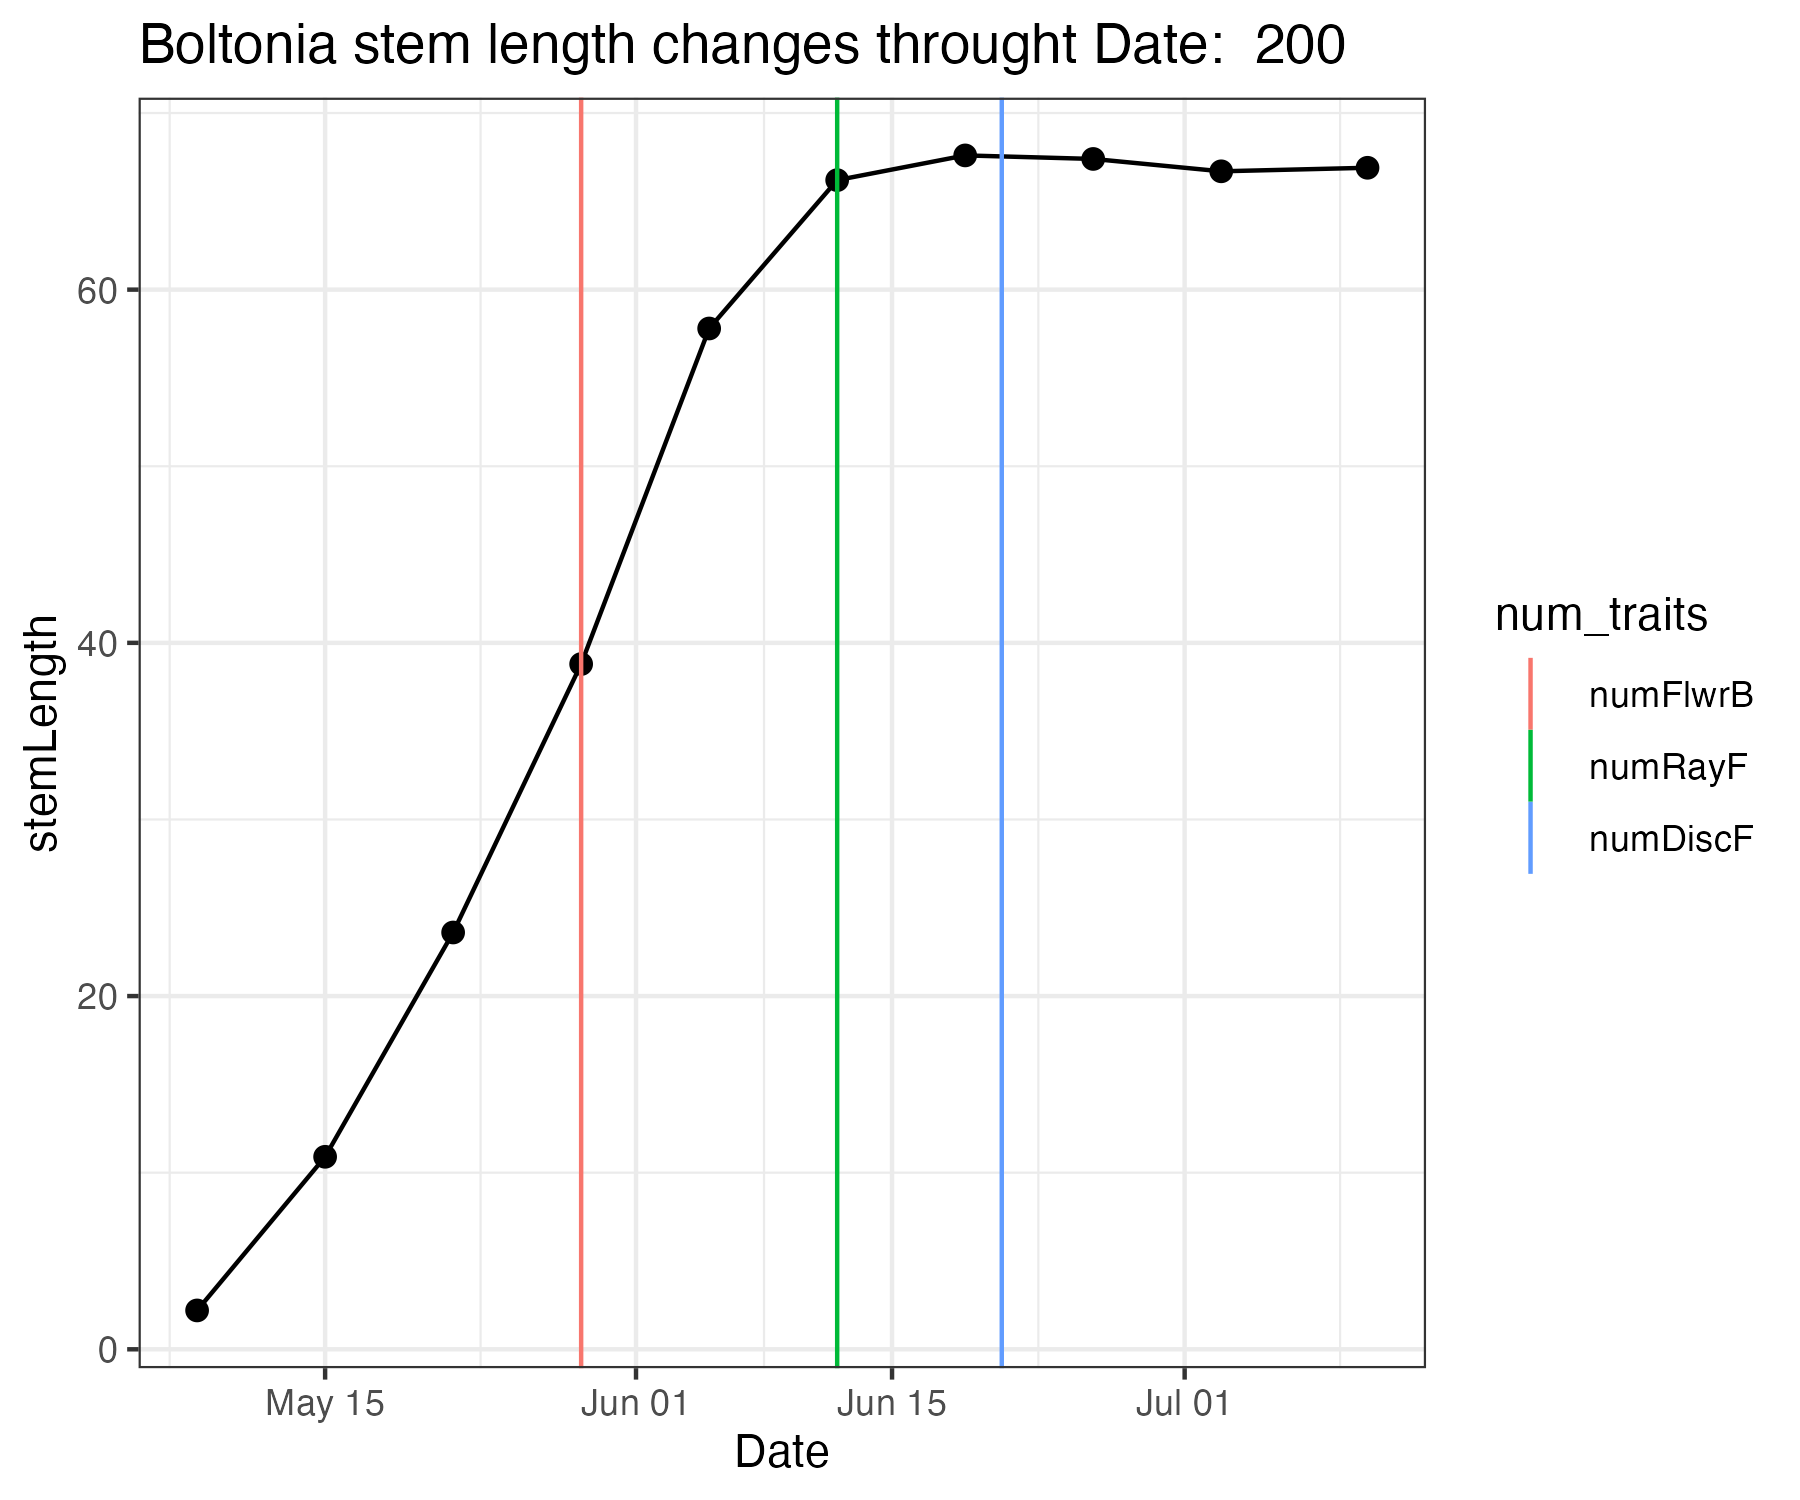 Boltonia stem length changes throught Date:  200
stemLength
60
40
20
0
May 15
Jun 01
Jun 15
Jul 01
Date
num_traits
numFlwrB
numRayF
numDiscF